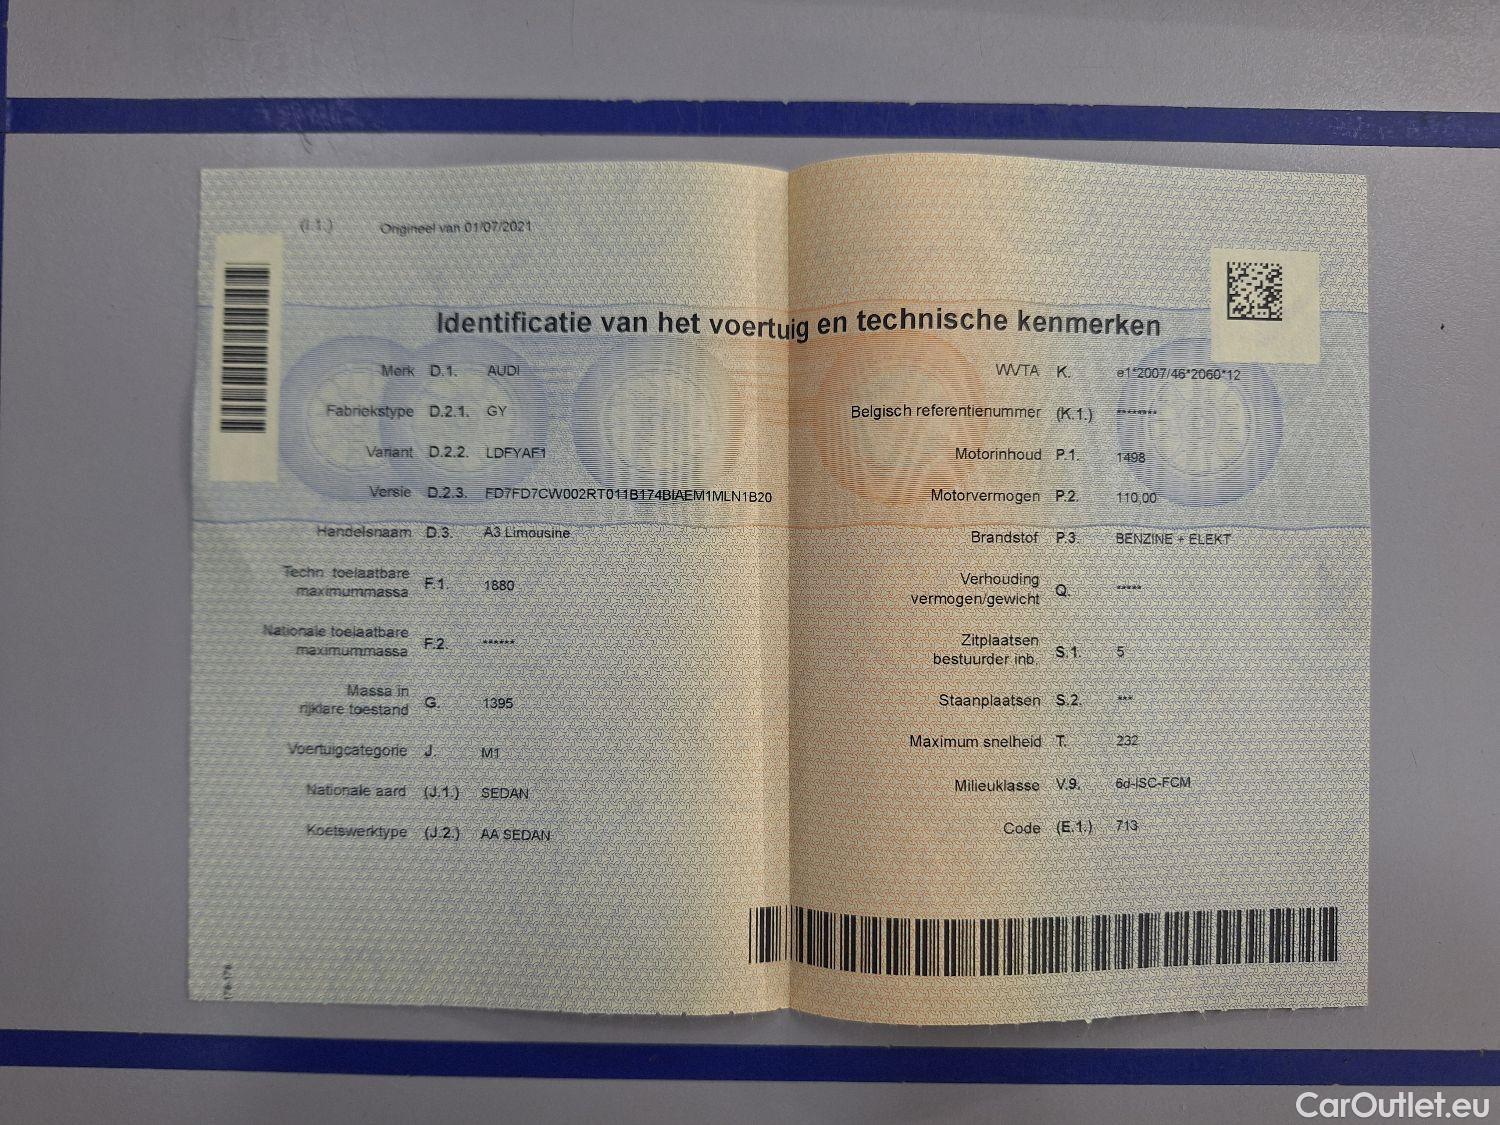 (I.1.) Origineel van 01/07/2021
Identificatie van het voertuig en technische kenmerken
Merk D.1. AUDI
Fabriekstype D.2.1. GY
Variant D.2.2. LDFYAF1
Versie D.2.3. FD7FD7CW002RT011B174BIAEM1MLN1B20
Handelsnaam D.3. A3 Limousine
Techn. toelaatbare
maximummassa F.1. 1880
Nationale toelaatbare
maximummassa F.2. ******
Massa in
rijklare toestand G. 1395
Voertuigcategorie J. M1
Nationale aard (J.1.) SEDAN
Koetswerktype (J.2.) AA SEDAN
178-178
WVTA K. e1*2007/46*2060*12
Belgisch referentienummer (K.1.) ********
Motorinhoud P.1. 1498
Motorvermogen P.2. 110,00
Brandstof P.3. BENZINE + ELEKT
Verhouding
vermogen/gewicht Q. *****
Zitplaatsen
bestuurder inb. S.1. 5
Staanplaatsen S.2. ***
Maximum snelheid T. 232
Milieuklasse V.9. 6d-ISC-FCM
Code (E.1.) 713
CarOutlet.eu